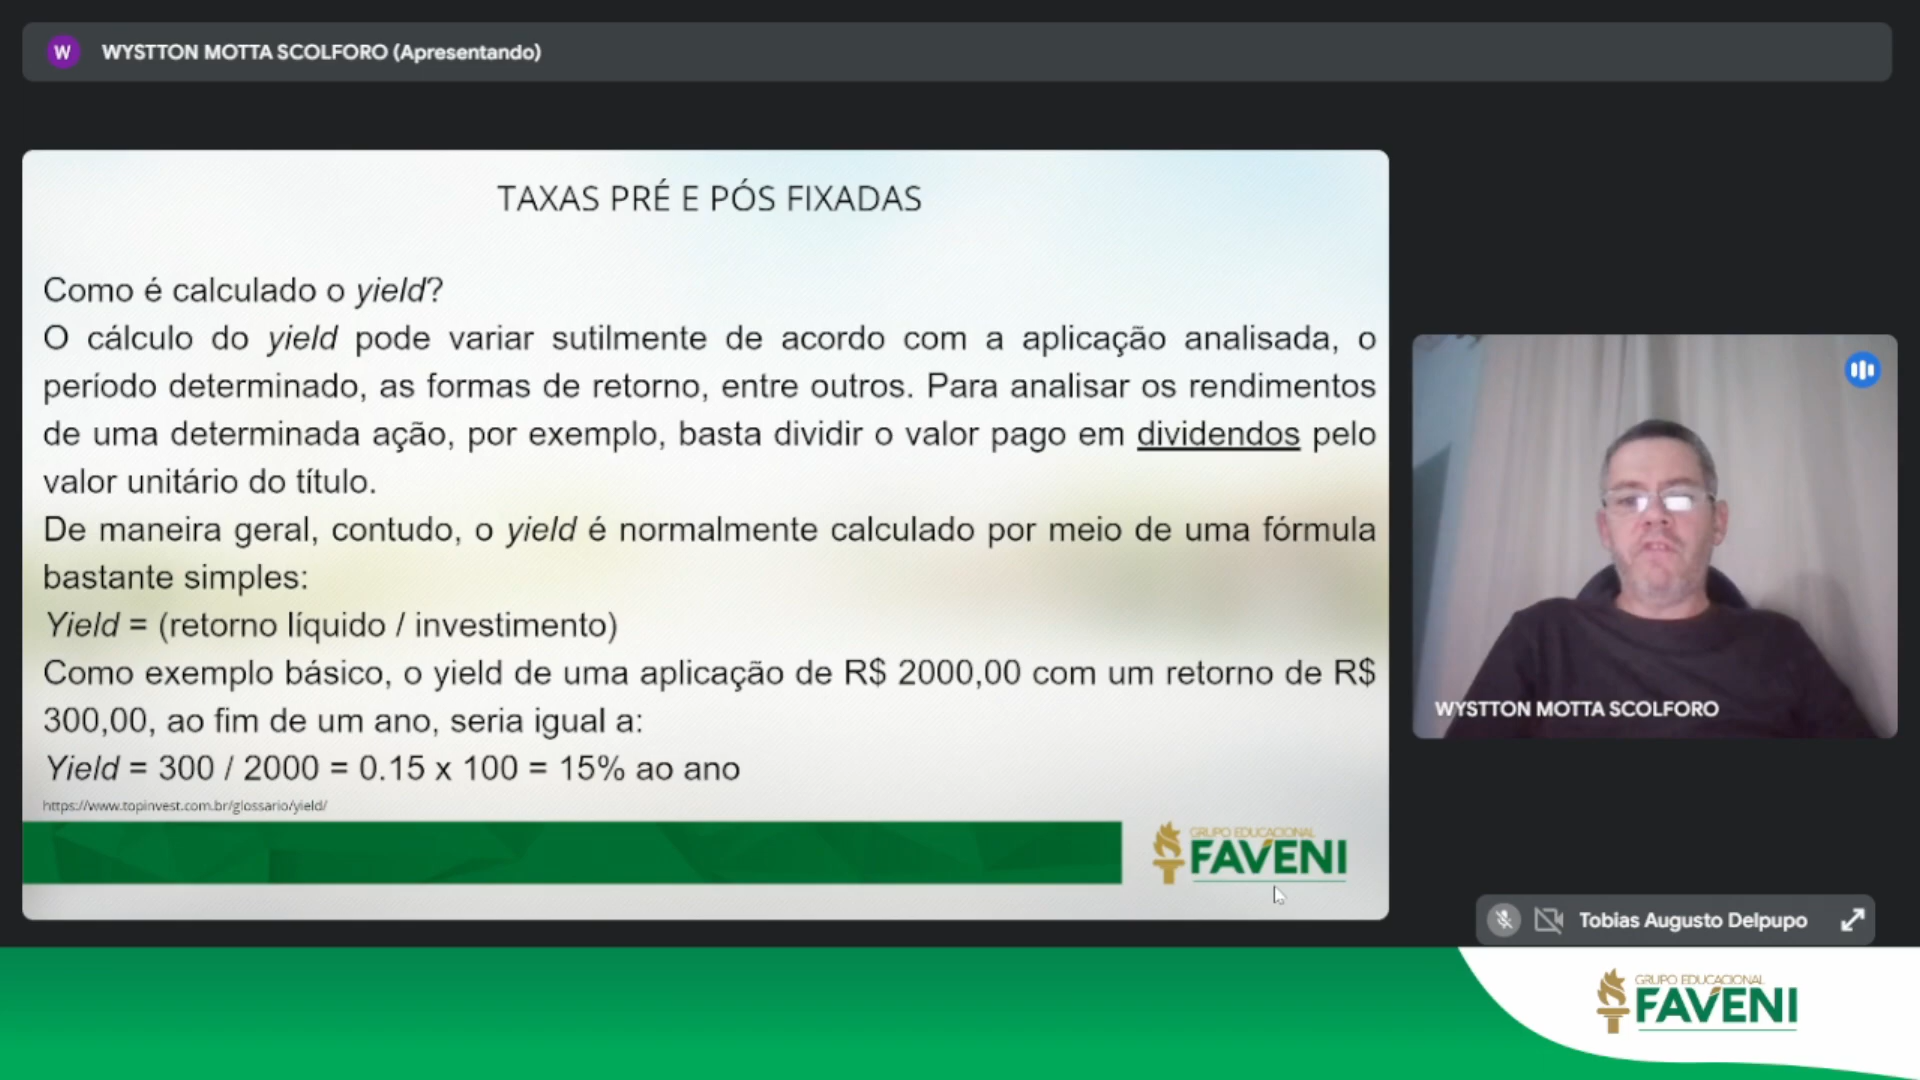 W WYSTTON MOTTA SCOLFORO (Apresentando)
TAXAS PRÉ E PÓS FIXADAS
Como é calculado o yield?
O cálculo do yield pode variar sutilmente de acordo com a aplicação analisada, o
período determinado, as formas de retorno, entre outros. Para analisar os rendimentos
de uma determinada ação, por exemplo, basta dividir o valor pago em dividendos pelo
valor unitário do título.
De maneira geral, contudo, o yield é normalmente calculado por meio de uma fórmula
bastante simples:
Yield = (retorno líquido / investimento)
Como exemplo básico, o yield de uma aplicação de R$ 2000,00 com um retorno de R$
300,00, ao fim de um ano, seria igual a:
Yield = 300 / 2000 = 0.15 x 100 = 15% ao ano
https://www.topinvest.com.br/glossario/yield/
GRUPO EDUCACIONAL
FAVENI
WYSTTON MOTTA SCOLFORO
Tobias Augusto Delpupo
GRUPO EDUCACIONAL
FAVENI